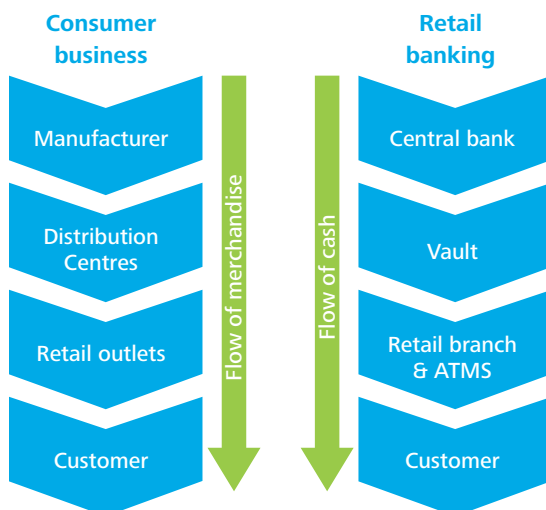 Consumer
business
Manufacturer
Distribution
Centres
Retail outlets
Customer
Flow of merchandise
Flow of cash
Retail
banking
Central bank
Vault
Retail branch
& ATMS
Customer